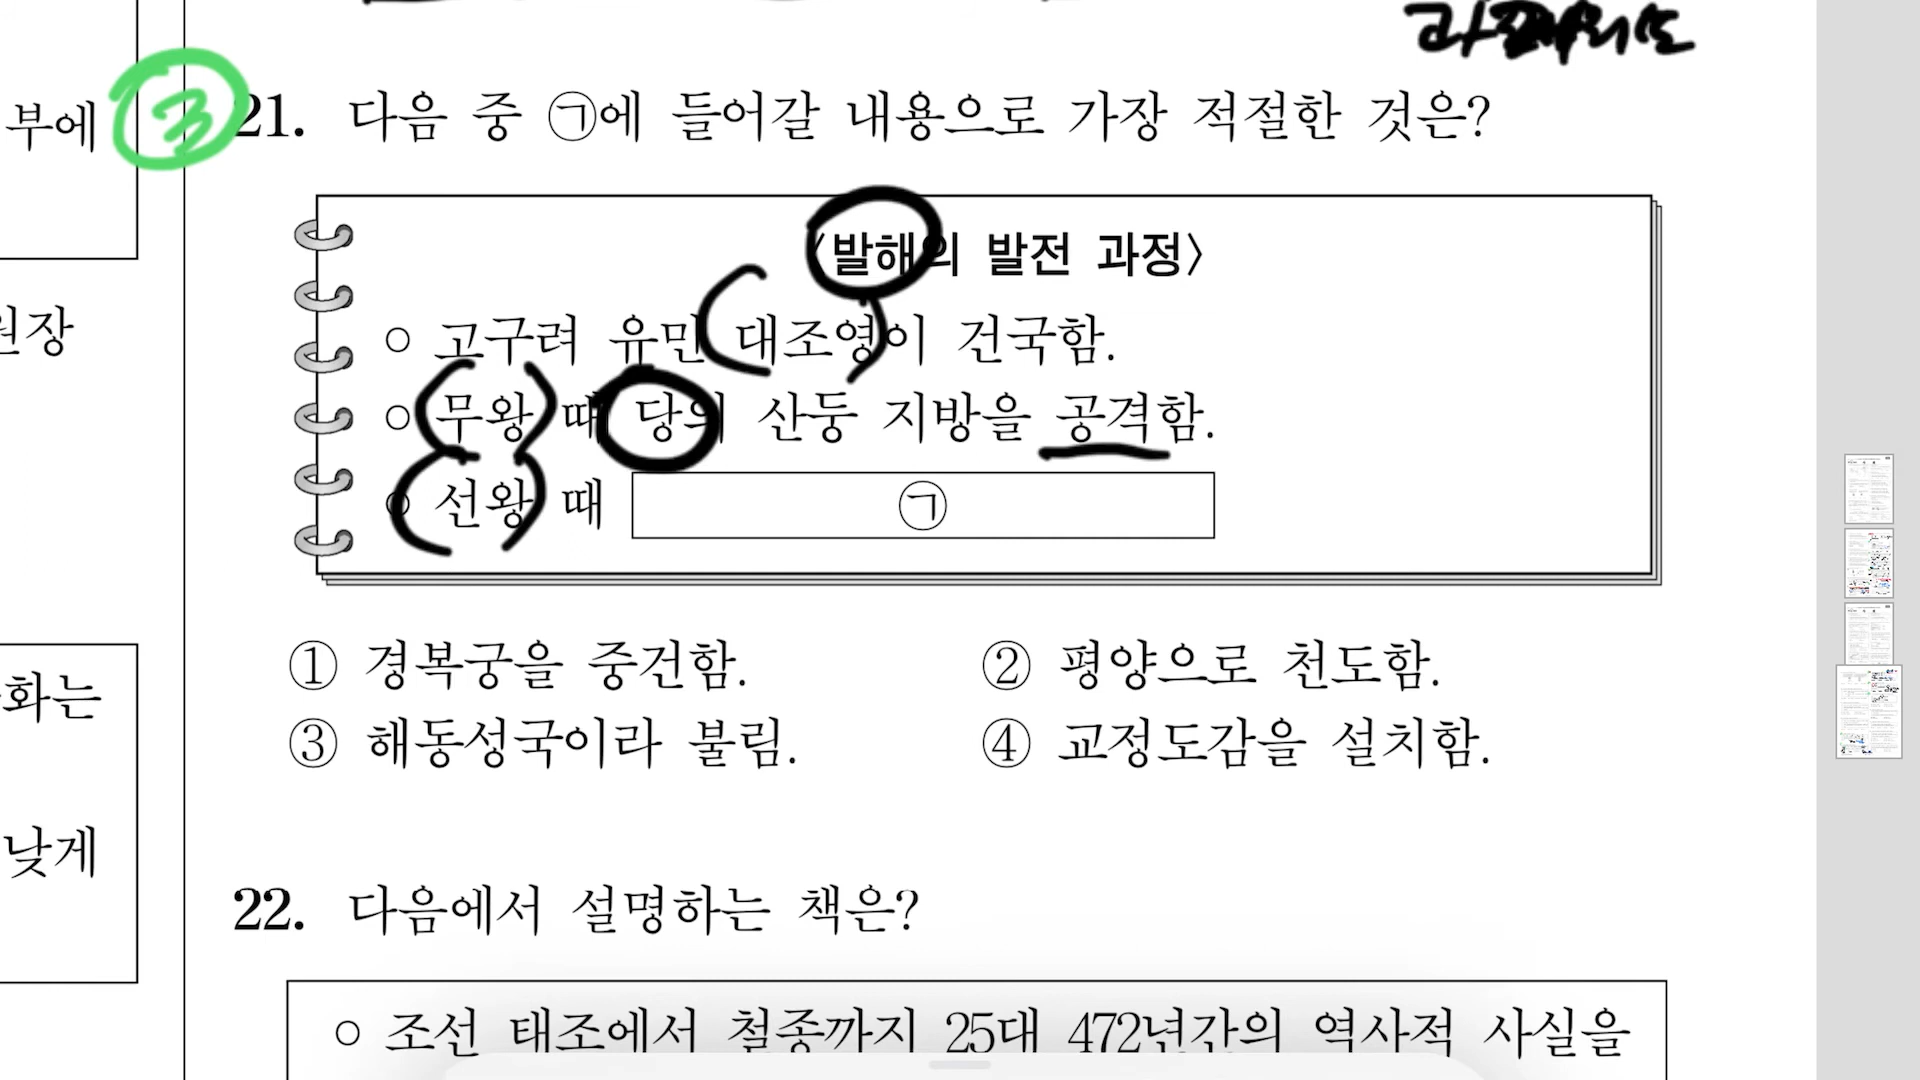 부에
원장
화는
낮게
③
21. 다음 중 ㉠에 들어갈 내용으로 가장 적절한 것은?
〈발해의 발전 과정〉
○ 고구려 유민 대조영이 건국함.
○ 무왕 때 당의 산둥 지방을 공격함.
○ 선왕 때 ㉠
① 경복궁을 중건함.
② 평양으로 천도함.
③ 해동성국이라 불림.
④ 교정도감을 설치함.
22. 다음에서 설명하는 책은?
○ 조선 태조에서 철종까지 25대 472년간의 역사적 사실을